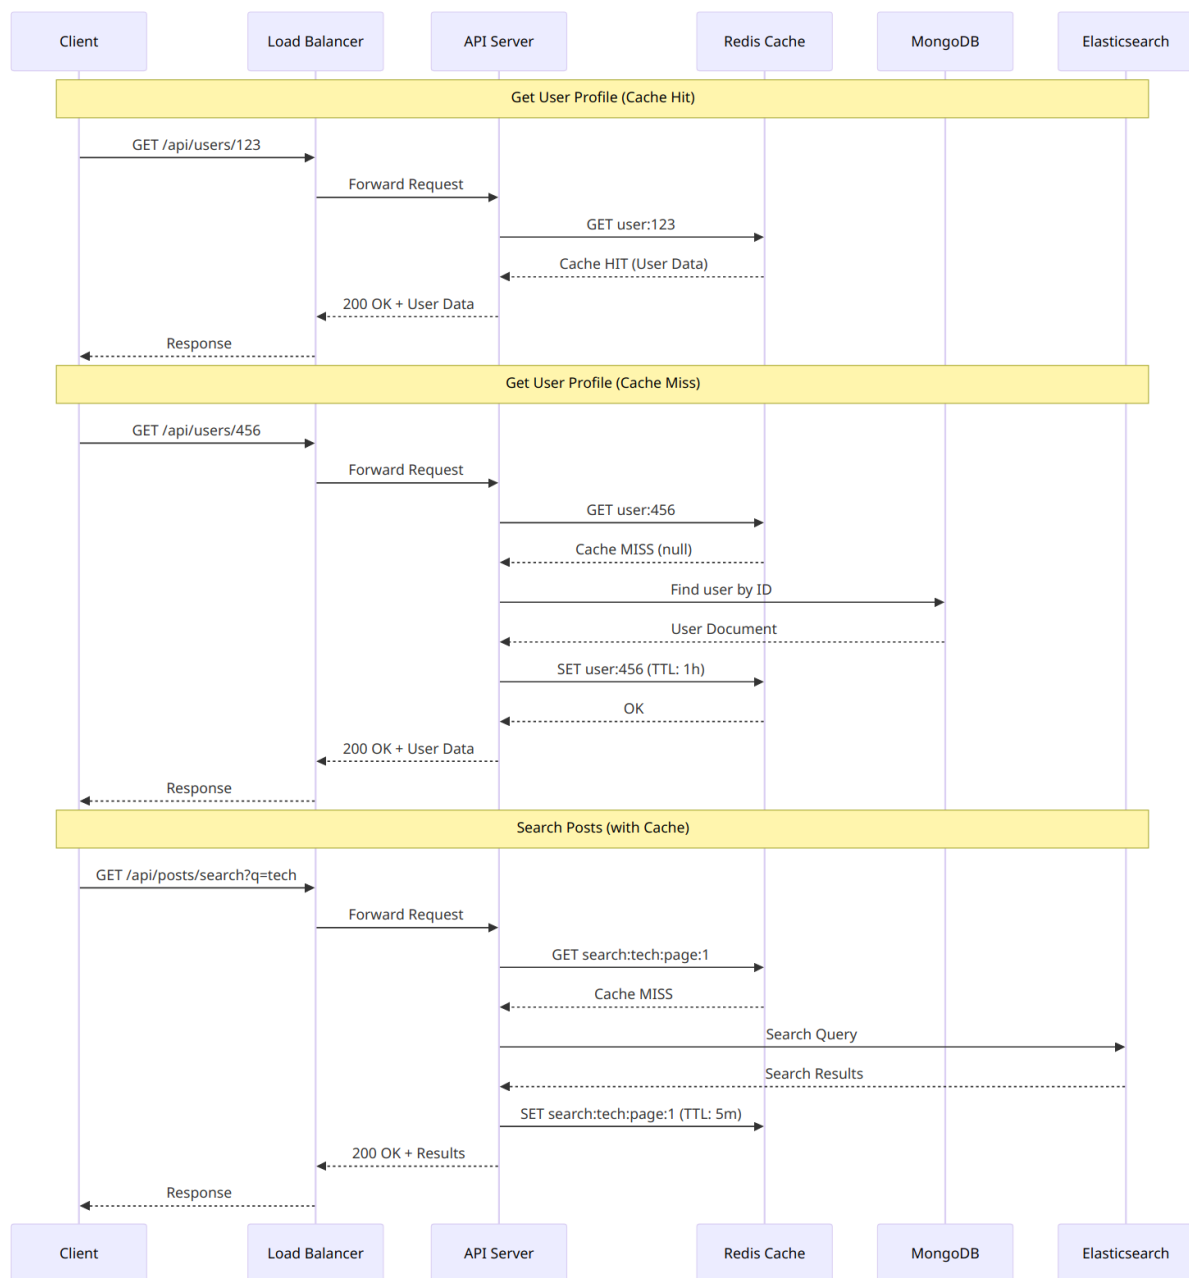 Client
Load Balancer
API Server
Redis Cache
MongoDB
Elasticsearch
Get User Profile (Cache Hit)
GET /api/users/123
Forward Request
GET user:123
Cache HIT (User Data)
200 OK + User Data
Response
Get User Profile (Cache Miss)
GET /api/users/456
Forward Request
GET user:456
Cache MISS (null)
Find user by ID
User Document
SET user:456 (TTL: 1h)
OK
200 OK + User Data
Response
Search Posts (with Cache)
GET /api/posts/search?q=tech
Forward Request
GET search:tech:page:1
Cache MISS
Search Query
Search Results
SET search:tech:page:1 (TTL: 5m)
200 OK + Results
Response
Client
Load Balancer
API Server
Redis Cache
MongoDB
Elasticsearch